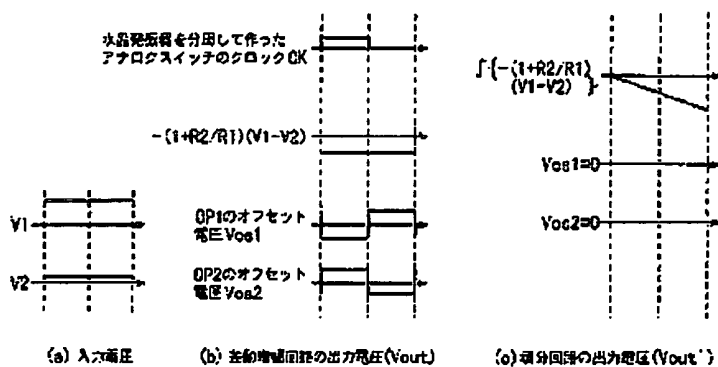 水晶発振器を分周して作った
アナログスイッチのクロックCK
-(1+R2/R1)(V1-V2)
V1
V2
OP1のオフセット
電圧Vos1
OP2のオフセット
電圧Vos2
∫{-(1+R2/R1)
(V1-V2) }
Vos1=0
Vos2=0
(a) 入力電圧
(b) 差動増幅回路の出力電圧(Vout)
(c) 積分回路の出力電圧(Vout')